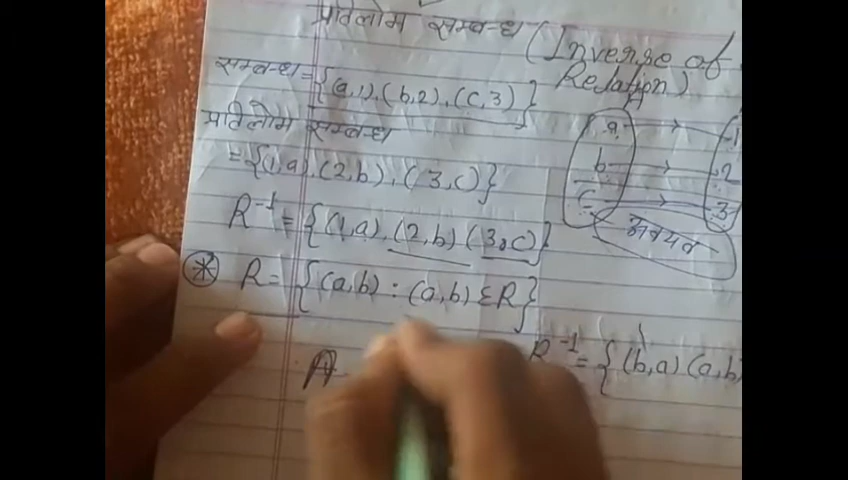 प्रतिलोम सम्बन्ध (Inverse of Relation)
सम्बन्ध = {(a,1), (b,2), (c,3)}
प्रतिलोम सम्बन्ध
= {(1,a), (2,b), (3,c)}
R⁻¹ = {(1,a), (2,b) (3,c)}
* R = {(a,b) : (a,b) ∈ R}
R⁻¹ = {(b,a) (a,b)
A
a 1
b 2
c 3
अवयव